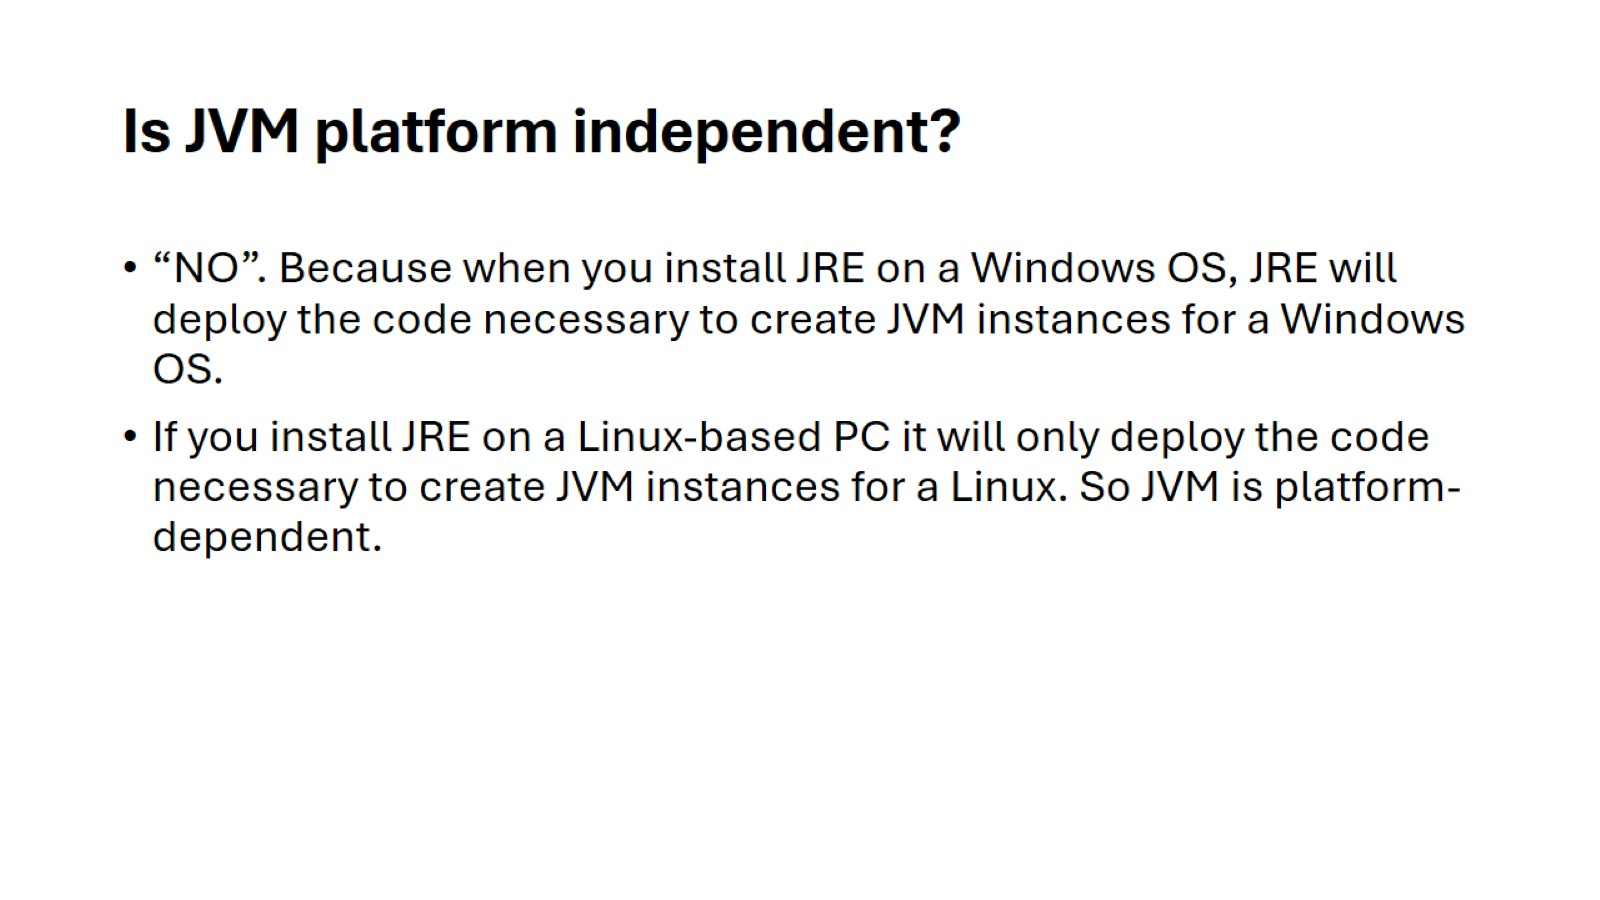 Is JVM platform independent?
• “NO”. Because when you install JRE on a Windows OS, JRE will
deploy the code necessary to create JVM instances for a Windows
OS.
• If you install JRE on a Linux-based PC it will only deploy the code
necessary to create JVM instances for a Linux. So JVM is platform-
dependent.